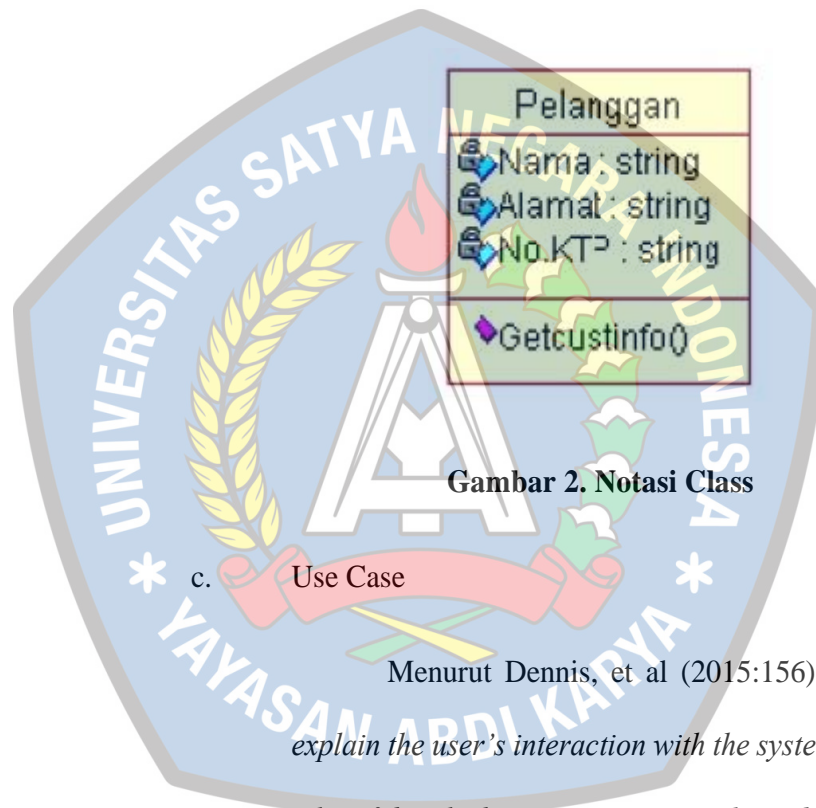 Pelanggan
Nama : string
Alamat : string
No.KTP : string
Getcustinfo()
Gambar 2. Notasi Class
c. Use Case
Menurut Dennis, et al (2015:156)
explain the user's interaction with the syste
UNIVERSITAS SATYA NEGARA INDONESIA
* YAYASAN ABDI KARYA *